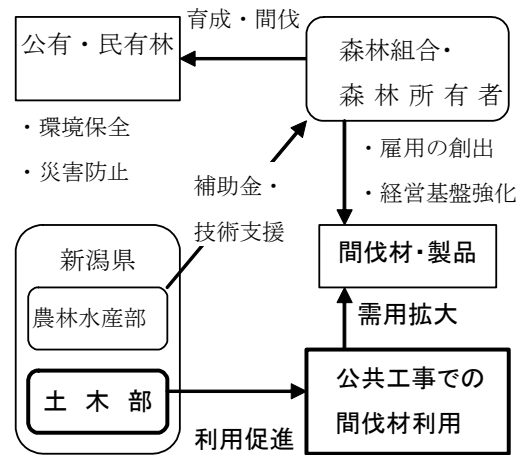 育成・間伐
公有・民有林
森林組合・
森林所有者
・環境保全
・災害防止
・雇用の創出
・経営基盤強化
補助金・
技術支援
新潟県
農林水産部
土木部
間伐材・製品
需用拡大
公共工事での
間伐材利用
利用促進